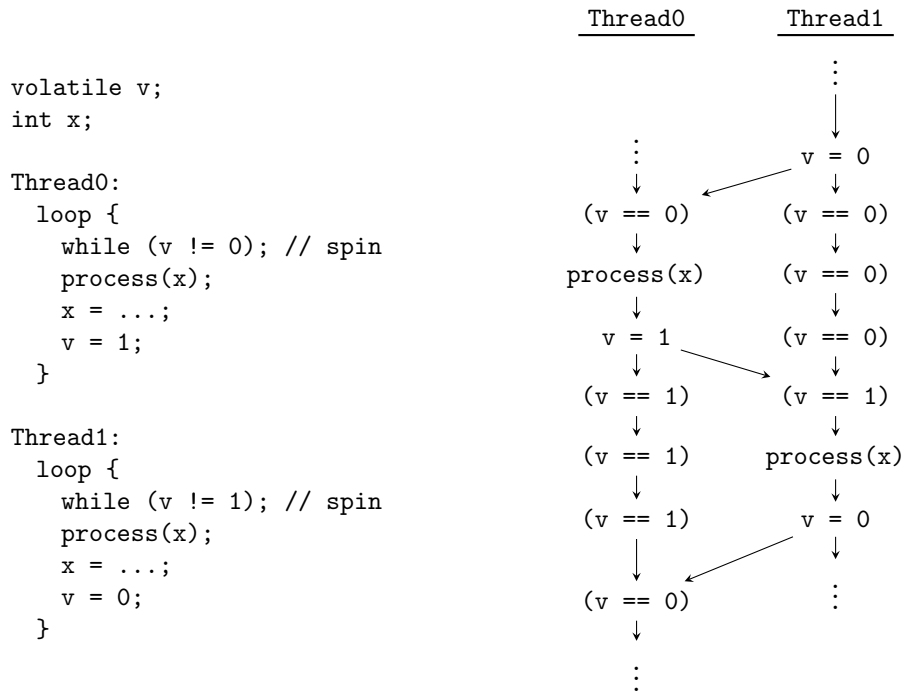 volatile v;
int x;
Thread0:
loop {
while (v != 0); // spin
process(x);
x = ...;
v = 1;
}
Thread1:
loop {
while (v != 1); // spin
process(x);
x = ...;
v = 0;
}
Thread0
⋮
(v == 0)
process(x)
v = 1
(v == 1)
(v == 1)
(v == 1)
(v == 0)
⋮
Thread1
⋮
v = 0
(v == 0)
(v == 0)
(v == 0)
(v == 1)
process(x)
v = 0
⋮